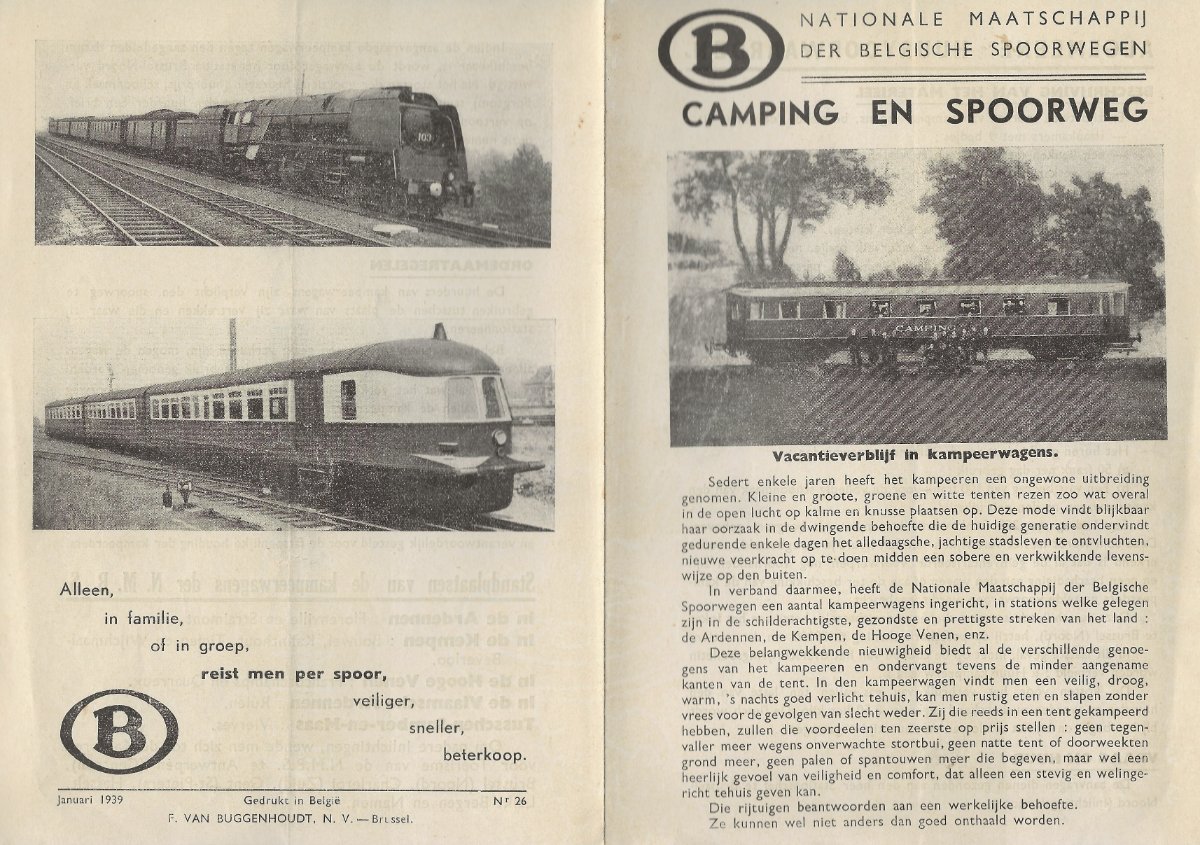 103
Alleen,
in familie,
of in groep,
reist men per spoor,
veiliger,
sneller,
beterkoop.
B
Januari 1939 Gedrukt in België Nr 26
F. VAN BUGGENHOUDT, N. V. — Brussel.
B
NATIONALE MAATSCHAPPIJ
DER BELGISCHE SPOORWEGEN
CAMPING EN SPOORWEG
CAMPING
Vacantieverblijf in kampeerwagens.
Sedert enkele jaren heeft het kampeeren een ongewone uitbreiding
genomen. Kleine en groote, groene en witte tenten rezen zoo wat overal
in de open lucht op kalme en knusse plaatsen op. Deze mode vindt blijkbaar
haar oorzaak in de dwingende behoefte die de huidige generatie ondervindt
gedurende enkele dagen het alledaagsche, jachtige stadsleven te ontvluchten,
nieuwe veerkracht op te doen midden een sobere en verkwikkende levens-
wijze op den buiten.
In verband daarmee, heeft de Nationale Maatschappij der Belgische
Spoorwegen een aantal kampeerwagens ingericht, in stations welke gelegen
zijn in de schilderachtigste, gezondste en prettigste streken van het land :
de Ardennen, de Kempen, de Hooge Venen, enz.
Deze belangwekkende nieuwigheid biedt al de verschillende genoe-
gens van het kampeeren en ondervangt tevens de minder aangename
kanten van de tent. In den kampeerwagen vindt men een veilig, droog,
warm, 's nachts goed verlicht tehuis, kan men rustig eten en slapen zonder
vrees voor de gevolgen van slecht weder. Zij die reeds in een tent gekampeerd
hebben, zullen die voordeelen ten zeerste op prijs stellen : geen tegen-
valler meer wegens onverwachte stortbui, geen natte tent of doorweekten
grond meer, geen palen of spantouwen meer die begeven, maar wel een
heerlijk gevoel van veiligheid en comfort, dat alleen een stevig en welinge-
richt tehuis geven kan.
Die rijtuigen beantwoorden aan een werkelijke behoefte.
Ze kunnen wel niet anders dan goed onthaald worden.